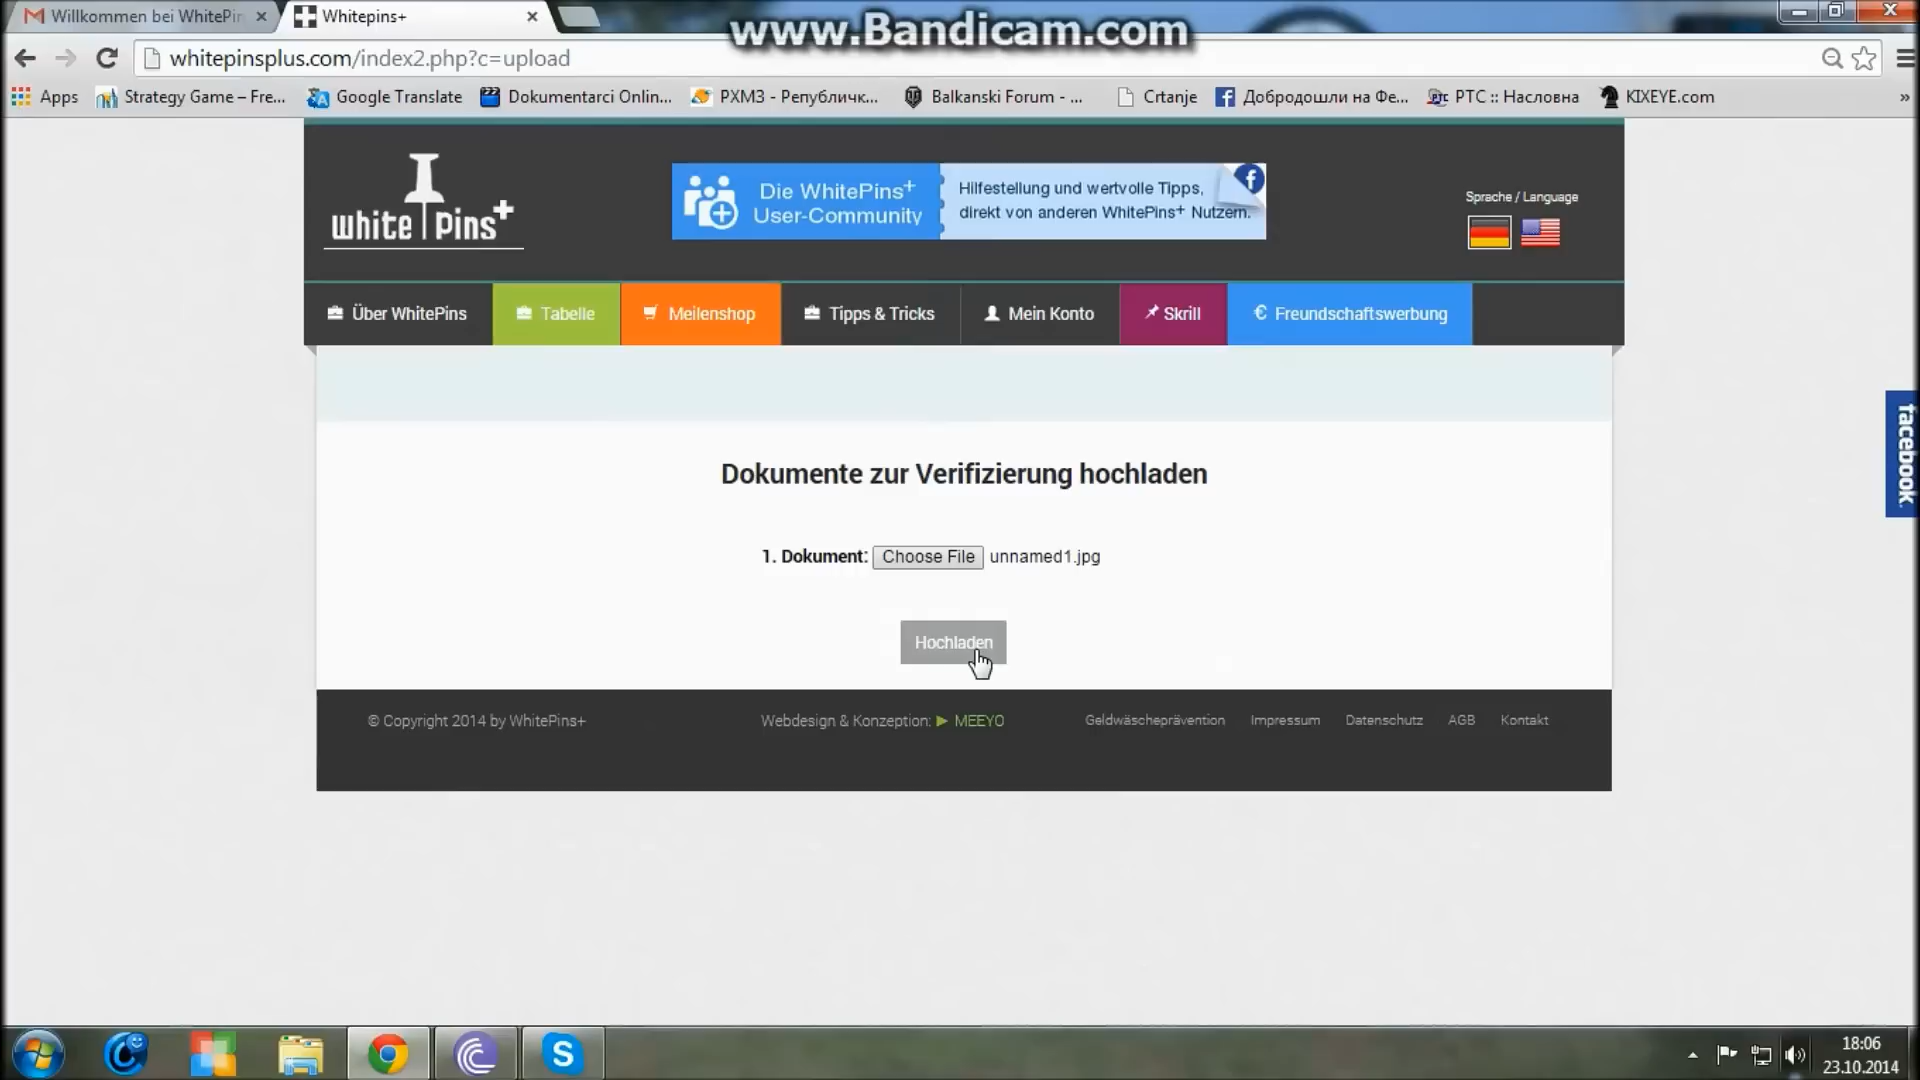 Willkommen bei WhitePin
Whitepins+
www.Bandicam.com
whitepinsplus.com/index2.php?c=upload
Apps
Strategy Game – Fre...
Google Translate
Dokumentarci Onlin...
РХМЗ - Републичк...
Balkanski Forum - ...
Crtanje
Добродошли на Фе...
РТС :: Насловна
KIXEYE.com
»
white Pins+
Die WhitePins+
User-Community
Hilfestellung und wertvolle Tipps,
direkt von anderen WhitePins+ Nutzern.
Sprache / Language
Über WhitePins
Tabelle
Meilenshop
Tipps & Tricks
Mein Konto
Skrill
€ Freundschaftswerbung
facebook
Dokumente zur Verifizierung hochladen
1. Dokument: Choose File unnamed1.jpg
Hochladen
© Copyright 2014 by WhitePins+
Webdesign & Konzeption: ► MEEYO
Geldwäscheprävention
Impressum
Datenschutz
AGB
Kontakt
18:06
23.10.2014